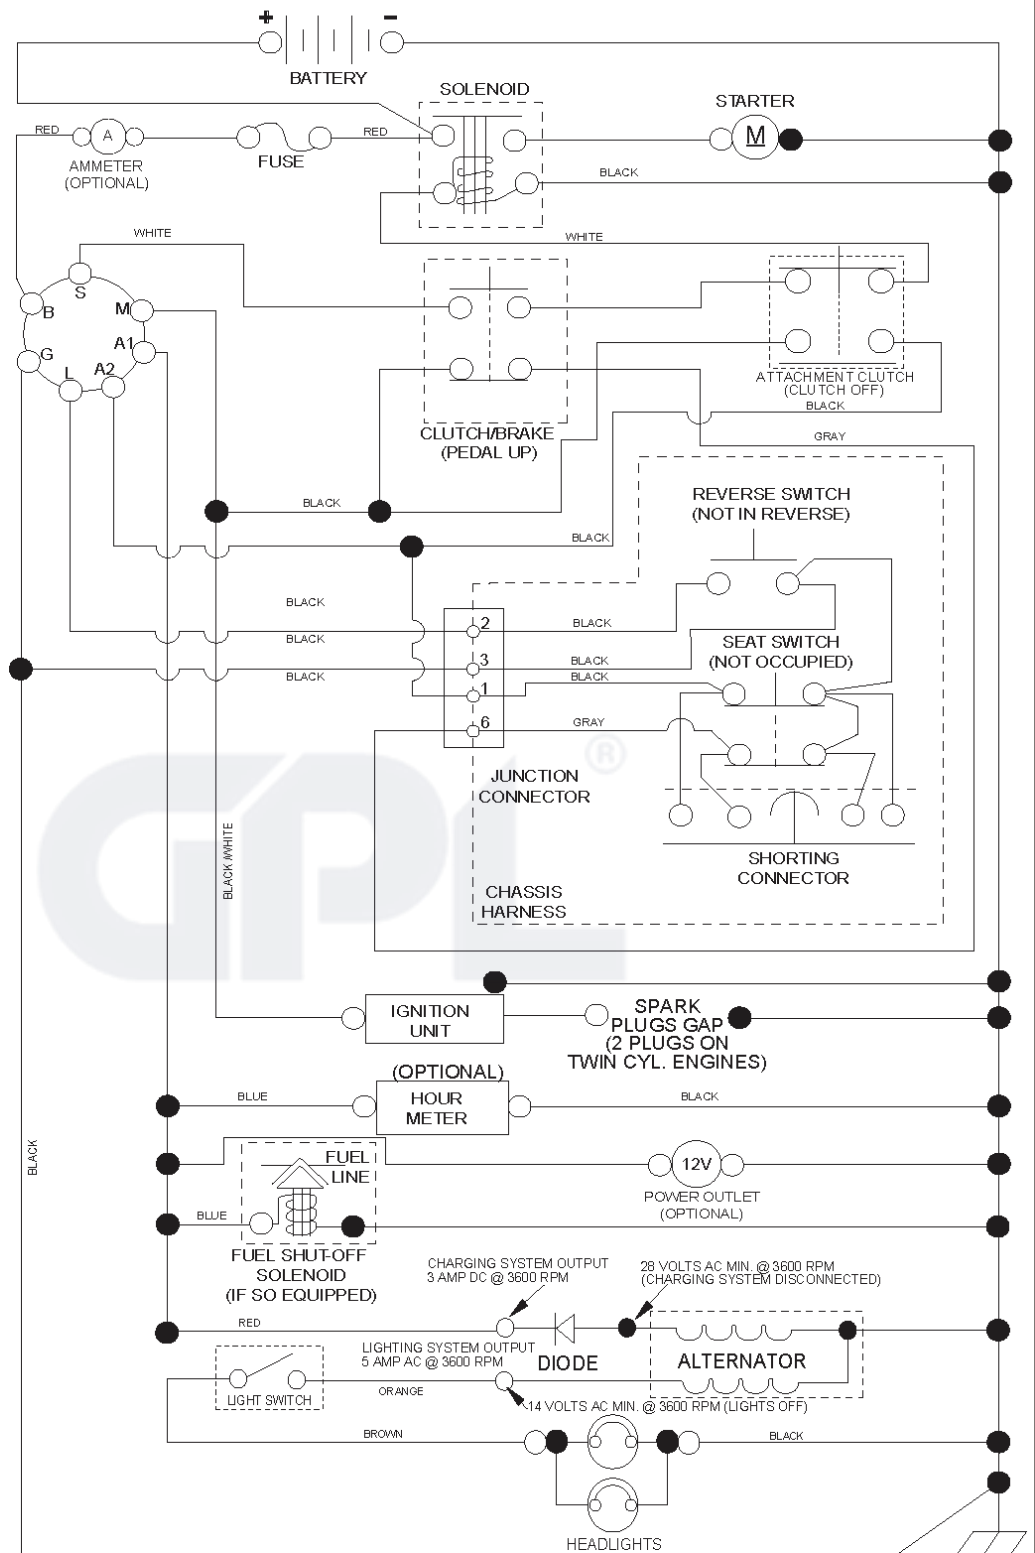 + -
BATTERY
SOLENOID
STARTER
RED
A
RED
M
AMMETER
(OPTIONAL)
FUSE
BLACK
WHITE
WHITE
S
B
M
G
A1
L
A2
ATTACHMENT CLUTCH
(CLUTCH OFF)
BLACK
CLUTCH/BRAKE
(PEDAL UP)
GRAY
REVERSE SWITCH
(NOT IN REVERSE)
BLACK
BLACK
BLACK
2
BLACK
BLACK
SEAT SWITCH
(NOT OCCUPIED)
3
BLACK
BLACK
1
BLACK
6
GRAY
®
JUNCTION
CONNECTOR
GPL
BLACK/WHITE
SHORTING
CONNECTOR
CHASSIS
HARNESS
IGNITION
UNIT
SPARK
PLUGS GAP
(2 PLUGS ON
TWIN CYL. ENGINES)
(OPTIONAL)
HOUR
METER
BLUE
BLACK
BLACK
FUEL
LINE
12V
POWER OUTLET
(OPTIONAL)
BLUE
FUEL SHUT-OFF
SOLENOID
(IF SO EQUIPPED)
CHARGING SYSTEM OUTPUT
3 AMP DC @ 3600 RPM
28 VOLTS AC MIN. @ 3600 RPM
(CHARGING SYSTEM DISCONNECTED)
RED
LIGHTING SYSTEM OUTPUT
5 AMP AC @ 3600 RPM
DIODE
ALTERNATOR
LIGHT SWITCH
ORANGE
14 VOLTS AC MIN. @ 3600 RPM (LIGHTS OFF)
BROWN
BLACK
HEADLIGHTS